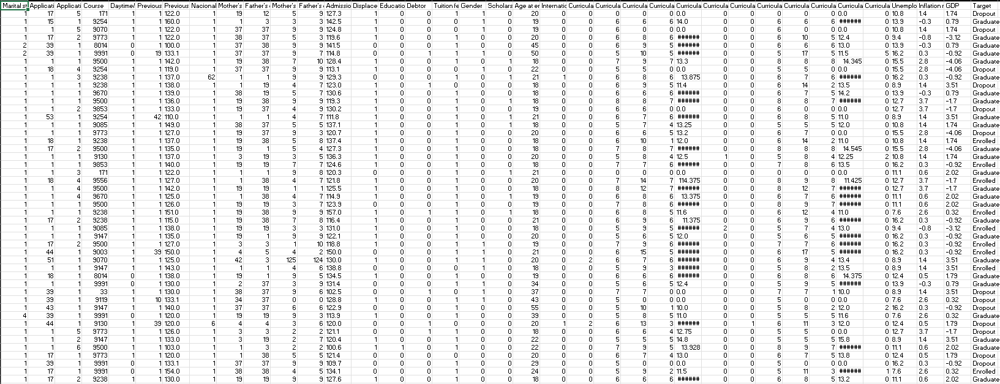 Marital st Applicati Applicati Course Daytime/ Previous Previous Nacional Mother's Father's Mother's Father's Admissio Displace Educatio Debtor Tuition fe Gender Scholars Age at er Internatic Curricula Curricula Curricula Curricula Curricula Curricula Curricula Curricula Curricula Curricula Curricula Curricula Unemplo Inflation r GDP Target
1 17 5 171 1 1 122.0 1 19 12 5 9 127.3 1 0 0 1 1 0 20 0 0 0 0 0 0.0 0 0 0 0 0 0.0 0 10.8 1.4 1.74 Dropout
1 15 1 9254 1 1 160.0 1 1 3 3 3 142.5 1 0 0 0 1 0 19 0 0 6 6 6 14.0 0 0 6 6 6 ###### 0 13.9 -0.3 0.79 Graduate
1 1 5 9070 1 1 122.0 1 37 37 9 9 124.8 1 0 0 0 1 0 19 0 0 6 0 0 0.0 0 0 6 0 0 0.0 0 10.8 1.4 1.74 Dropout
1 17 2 9773 1 1 122.0 1 38 37 5 3 119.6 1 0 0 1 0 0 20 0 0 6 8 6 ###### 0 0 6 10 5 12.4 0 9.4 -0.8 -3.12 Graduate
2 39 1 8014 0 1 100.0 1 37 38 9 9 141.5 0 0 0 1 0 0 45 0 0 6 9 5 ###### 0 0 6 6 6 13.0 0 13.9 -0.3 0.79 Graduate
2 39 1 9991 0 19 133.1 1 37 37 9 7 114.8 0 0 1 1 1 0 50 0 0 5 10 5 ###### 0 0 5 17 5 11.5 5 16.2 0.3 -0.92 Graduate
1 1 1 9500 1 1 142.0 1 19 38 7 10 128.4 1 0 0 1 0 1 18 0 0 7 9 7 13.3 0 0 8 8 8 14.345 0 15.5 2.8 -4.06 Graduate
1 18 4 9254 1 1 119.0 1 37 37 9 9 113.1 1 0 0 0 1 0 22 0 0 5 5 0 0.0 0 0 5 5 0 0.0 0 15.5 2.8 -4.06 Dropout
1 1 3 9238 1 1 137.0 62 1 1 9 9 129.3 0 0 0 1 0 1 21 1 0 6 8 6 13.875 0 0 6 7 6 ###### 0 16.2 0.3 -0.92 Graduate
1 1 1 9238 1 1 138.0 1 1 19 4 7 123.0 1 0 1 0 0 0 18 0 0 6 9 5 11.4 0 0 6 14 2 13.5 0 8.9 1.4 3.51 Dropout
1 1 1 9670 1 1 139.0 1 38 19 5 7 130.6 1 0 0 1 0 1 18 0 0 6 6 6 ###### 0 0 6 7 5 14.2 0 13.9 -0.3 0.79 Graduate
1 1 1 9500 1 1 136.0 1 19 38 9 9 119.3 1 0 0 1 0 0 18 0 0 8 8 7 ###### 0 0 8 8 7 ###### 0 12.7 3.7 -1.7 Graduate
1 1 2 9853 1 1 133.0 1 19 37 4 9 130.2 1 0 0 1 0 0 19 0 0 6 6 0 0.0 0 0 6 0 0 0.0 0 12.7 3.7 -1.7 Dropout
1 53 1 9254 1 42 110.0 1 1 1 4 7 111.8 1 0 0 1 0 1 21 0 0 6 7 6 ###### 0 0 6 8 5 11.0 0 8.9 1.4 3.51 Graduate
1 1 1 9085 1 1 149.0 1 38 37 5 5 137.1 1 0 0 1 0 1 18 0 0 5 7 4 13.25 0 0 5 5 5 12.0 0 10.8 1.4 1.74 Graduate
1 1 1 9773 1 1 127.0 1 19 37 9 3 120.7 1 0 0 1 0 0 20 0 0 6 6 5 13.2 0 0 6 7 0 0.0 0 15.5 2.8 -4.06 Dropout
1 18 1 9238 1 1 137.0 1 19 38 5 8 137.4 1 0 0 1 0 0 18 0 0 6 10 1 12.0 0 0 6 14 2 11.0 0 10.8 1.4 1.74 Enrolled
1 17 2 9500 1 1 135.0 1 19 1 5 4 127.3 1 0 0 1 0 0 18 0 0 7 8 7 ###### 0 0 8 8 8 14.545 0 15.5 2.8 -4.06 Graduate
1 1 1 9130 1 1 137.0 1 3 19 3 5 136.3 1 0 0 1 0 0 20 0 0 5 8 4 12.5 1 0 5 8 4 12.25 2 10.8 1.4 1.74 Graduate
1 1 1 9853 1 1 140.0 1 19 19 7 7 124.6 1 0 0 1 0 0 18 0 0 7 7 6 ###### 0 0 7 8 6 13.5 0 16.2 0.3 -0.92 Enrolled
1 1 3 171 1 1 122.0 1 1 1 9 8 120.3 1 0 0 1 0 1 21 0 0 0 0 0 0.0 0 0 0 0 0 0.0 0 11.1 0.6 2.02 Graduate
1 18 4 9556 1 1 127.0 1 1 38 4 7 121.8 1 0 0 1 0 0 20 0 0 7 14 7 114.375 0 0 8 9 8 11.425 0 12.7 3.7 -1.7 Enrolled
1 1 4 9500 1 1 142.0 1 19 19 1 1 125.5 1 0 0 1 0 0 18 0 0 8 12 7 ###### 0 0 8 12 7 ###### 0 12.7 3.7 -1.7 Graduate
1 1 4 9670 1 1 125.0 1 1 38 4 7 114.9 1 0 0 1 0 1 19 0 0 6 8 6 13.375 0 0 6 7 6 ###### 0 11.1 0.6 2.02 Graduate
1 1 1 9500 1 1 126.0 1 19 19 3 7 123.9 1 0 0 1 0 0 19 0 0 7 8 6 ###### 0 0 8 9 7 ###### 0 11.1 0.6 2.02 Graduate
1 1 1 9238 1 1 151.0 1 19 38 9 9 157.0 1 0 1 1 0 1 18 0 0 6 8 5 11.6 0 0 6 12 4 11.0 0 7.6 2.6 0.32 Enrolled
1 17 2 9238 1 1 115.0 1 19 38 7 8 116.4 1 0 0 1 0 0 21 0 0 6 9 6 11.375 0 0 6 9 6 ###### 0 16.2 0.3 -0.92 Graduate
1 1 1 9085 1 1 138.0 1 19 19 3 3 131.0 1 0 0 1 0 0 18 0 0 5 9 5 ###### 2 0 5 7 4 13.0 0 9.4 -0.8 -3.12 Enrolled
1 1 1 9147 1 1 135.0 1 19 1 9 9 122.1 1 0 0 1 0 0 20 0 0 5 6 5 12.0 0 0 5 6 5 ###### 0 16.2 0.3 -0.92 Graduate
1 17 2 9500 1 1 127.0 1 3 3 1 10 118.8 1 0 0 1 0 0 19 0 0 7 9 6 ###### 0 0 7 7 6 ###### 0 16.2 0.3 -0.92 Enrolled
1 44 1 9003 1 39 150.0 1 4 5 4 2 150.0 1 0 0 1 1 0 21 0 0 6 15 5 ###### 0 0 6 17 5 ###### 0 16.2 0.3 -0.92 Enrolled
1 51 1 9070 1 1 125.0 1 42 3 125 124 130.0 1 0 0 1 1 0 20 0 2 6 7 6 ###### 0 0 6 9 4 13.4 0 8.9 1.4 3.51 Graduate
1 1 1 9147 1 1 143.0 1 1 1 4 6 138.8 1 0 0 0 1 0 18 0 0 5 9 3 ###### 0 0 5 8 2 13.5 0 8.9 1.4 3.51 Enrolled
1 18 1 8014 0 1 138.0 1 19 1 9 5 134.5 1 0 0 1 1 0 18 0 0 6 6 6 ###### 0 0 6 8 6 14.375 0 12.4 0.5 1.79 Graduate
1 1 1 9991 0 1 130.0 1 2 37 3 9 131.4 0 0 0 1 1 0 34 0 0 5 6 5 12.4 0 0 5 9 5 ###### 0 13.9 -0.3 0.79 Graduate
1 39 1 33 1 1 130.0 1 38 37 9 6 102.5 0 0 1 0 1 0 37 0 0 7 7 0 0.0 0 0 7 7 1 10.0 0 8.9 1.4 3.51 Dropout
1 39 1 9119 1 10 133.1 1 34 37 0 0 128.8 1 0 0 1 1 0 43 0 0 5 0 0 0.0 0 0 5 0 0 0.0 0 7.6 2.6 0.32 Dropout
1 43 1 9147 1 1 140.0 1 37 37 6 6 122.9 0 0 0 1 0 0 55 0 0 5 10 1 10.0 0 0 5 8 2 12.0 2 16.2 0.3 -0.92 Dropout
4 39 1 9991 0 1 120.0 1 19 19 9 3 113.9 0 0 0 1 0 0 39 0 0 5 8 5 11.0 0 0 5 5 5 11.6 0 7.6 2.6 0.32 Graduate
1 44 1 9130 1 39 120.0 6 4 4 3 6 120.0 0 0 1 0 0 0 20 1 2 6 13 3 ###### 0 0 6 11 3 12.0 0 12.4 0.5 1.79 Dropout
1 1 5 9773 1 1 126.0 1 3 3 2 2 121.1 0 0 1 1 0 0 18 0 0 6 6 4 12.75 0 0 5 5 0 0.0 0 12.7 3.7 -1.7 Dropout
1 1 2 9147 1 1 133.0 1 3 19 2 7 120.4 1 0 0 1 0 0 22 0 0 5 5 5 14.8 0 0 5 5 5 15.8 0 8.9 1.4 3.51 Graduate
1 1 6 9500 1 1 103.0 1 1 3 2 2 100.6 1 1 0 1 0 0 22 0 0 7 9 5 13.928 0 0 8 9 7 ###### 0 11.1 0.6 2.02 Graduate
1 17 1 9773 1 1 120.0 1 1 38 5 5 121.4 0 0 0 0 0 0 20 0 0 6 7 4 13.0 0 0 6 7 5 13.8 0 12.4 0.5 1.79 Dropout
1 39 1 9991 0 1 133.1 1 37 37 9 9 109.7 0 0 0 1 0 0 29 0 0 5 0 0 0.0 0 0 5 0 0 0.0 0 16.2 0.3 -0.92 Dropout
1 17 1 9991 0 1 154.0 1 38 38 4 5 134.1 0 0 0 1 0 0 24 0 0 5 9 2 11.5 0 0 5 11 3 ###### 1 7.6 2.6 0.32 Enrolled
1 17 2 9238 1 1 130.0 1 19 37 5 9 127.6 1 0 0 1 0 0 18 0 0 6 6 6 ###### 0 0 6 8 5 13.2 0 11.1 0.6 2.02 Graduate